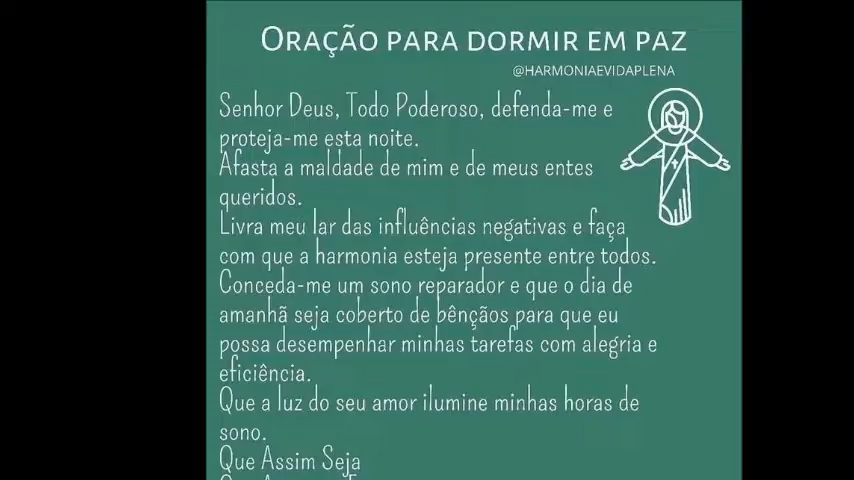 Oração para dormir em paz
@HARMONIAEVIDAPLENA
Senhor Deus, Todo Poderoso, defenda-me e
proteja-me esta noite.
Afasta a maldade de mim e de meus entes
queridos.
Livra meu lar das influências negativas e faça
com que a harmonia esteja presente entre todos.
Conceda-me um sono reparador e que o dia de
amanhã seja coberto de bênçãos para que eu
possa desempenhar minhas tarefas com alegria e
eficiência.
Que a luz do seu amor ilumine minhas horas de
sono.
Que Assim Seja